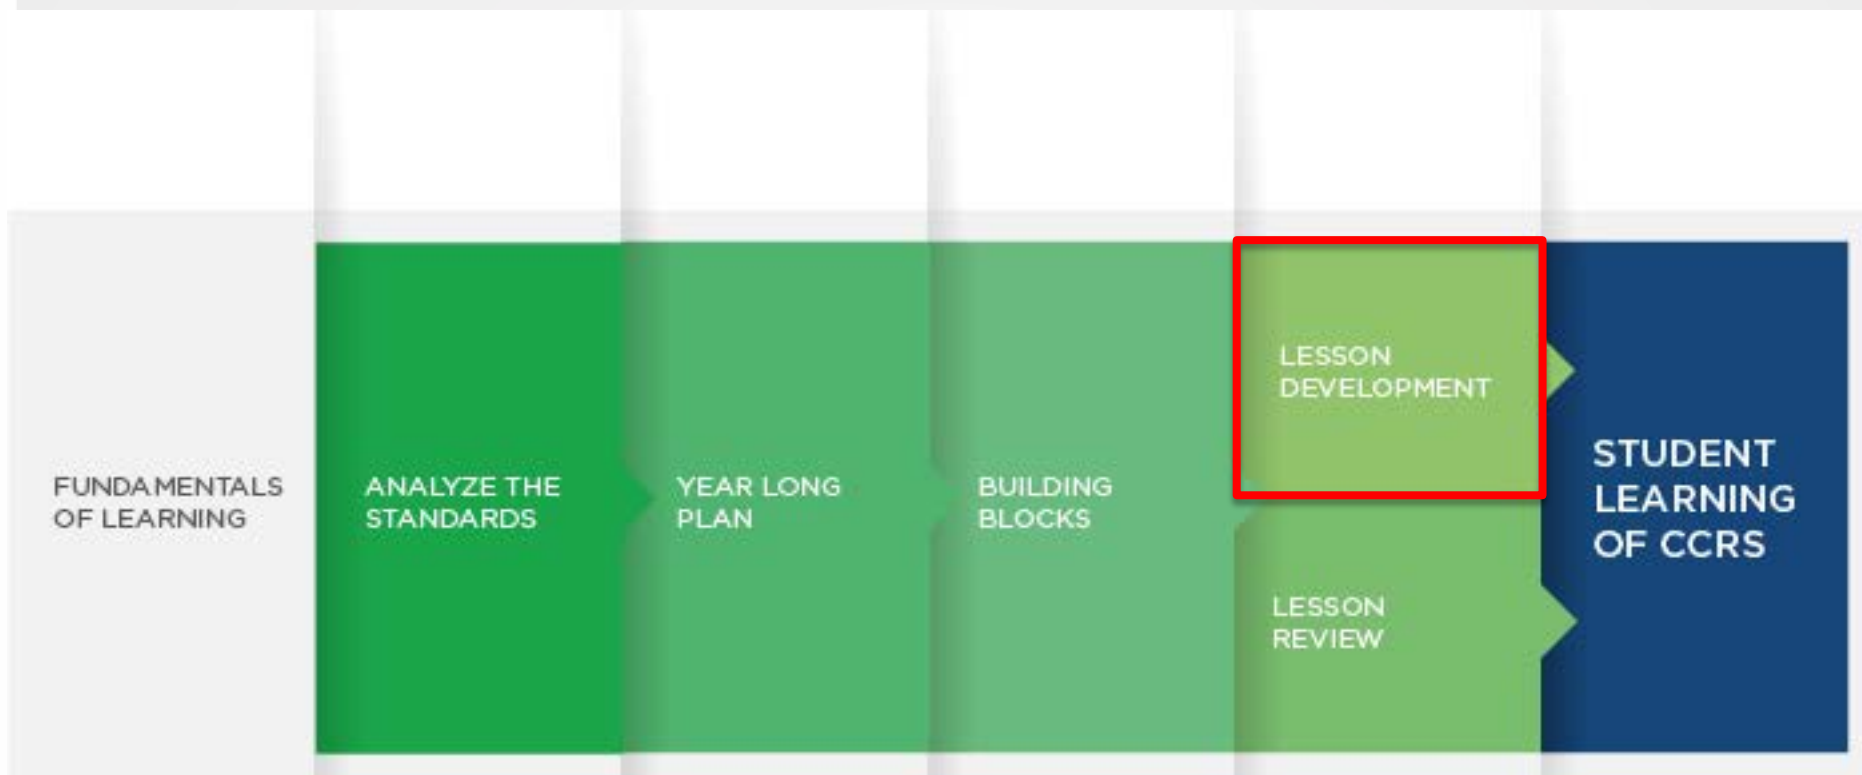 FUNDAMENTALS
OF LEARNING
ANALYZE THE
STANDARDS
YEAR LONG
PLAN
BUILDING
BLOCKS
LESSON
DEVELOPMENT
LESSON
REVIEW
STUDENT
LEARNING
OF CCRS